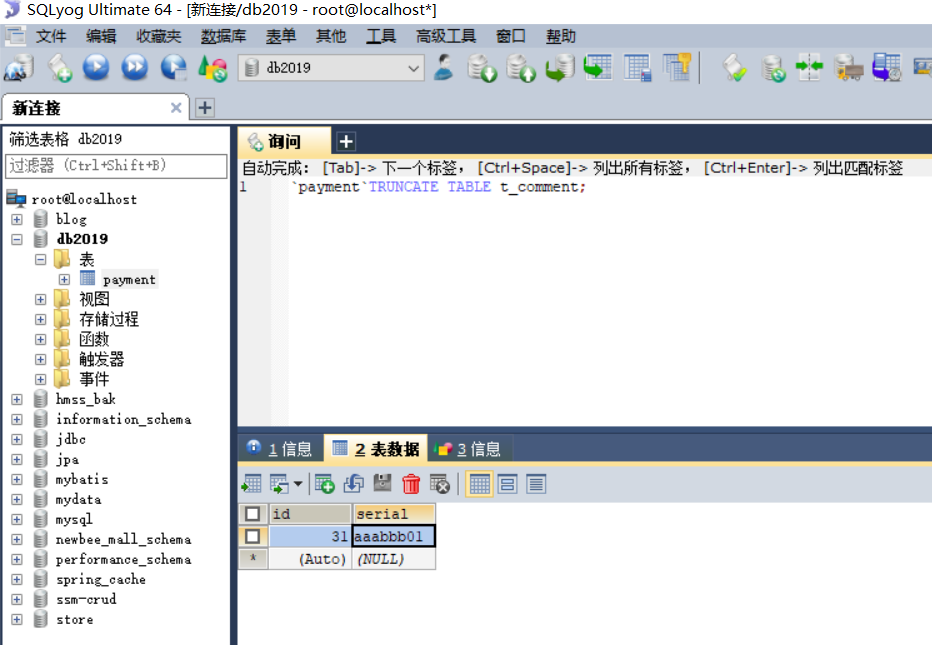 SQLyog Ultimate 64 - [新连接/db2019 - root@localhost*]
文件 编辑 收藏夹 数据库 表单 其他 工具 高级工具 窗口 帮助
db2019
新连接
筛选表格 db2019
过滤器 (Ctrl+Shift+B)
root@localhost
blog
db2019
表
payment
视图
存储过程
函数
触发器
事件
hmss_bak
information_schema
jdbc
jpa
mybatis
mydata
mysql
newbee_mall_schema
performance_schema
spring_cache
ssm-crud
store
询问
自动完成: [Tab]-> 下一个标签, [Ctrl+Space]-> 列出所有标签, [Ctrl+Enter]-> 列出匹配标签
1 `payment`TRUNCATE TABLE t_comment;
1 信息 2 表数据 3 信息
id serial
31 aaabbb01
* (Auto) (NULL)